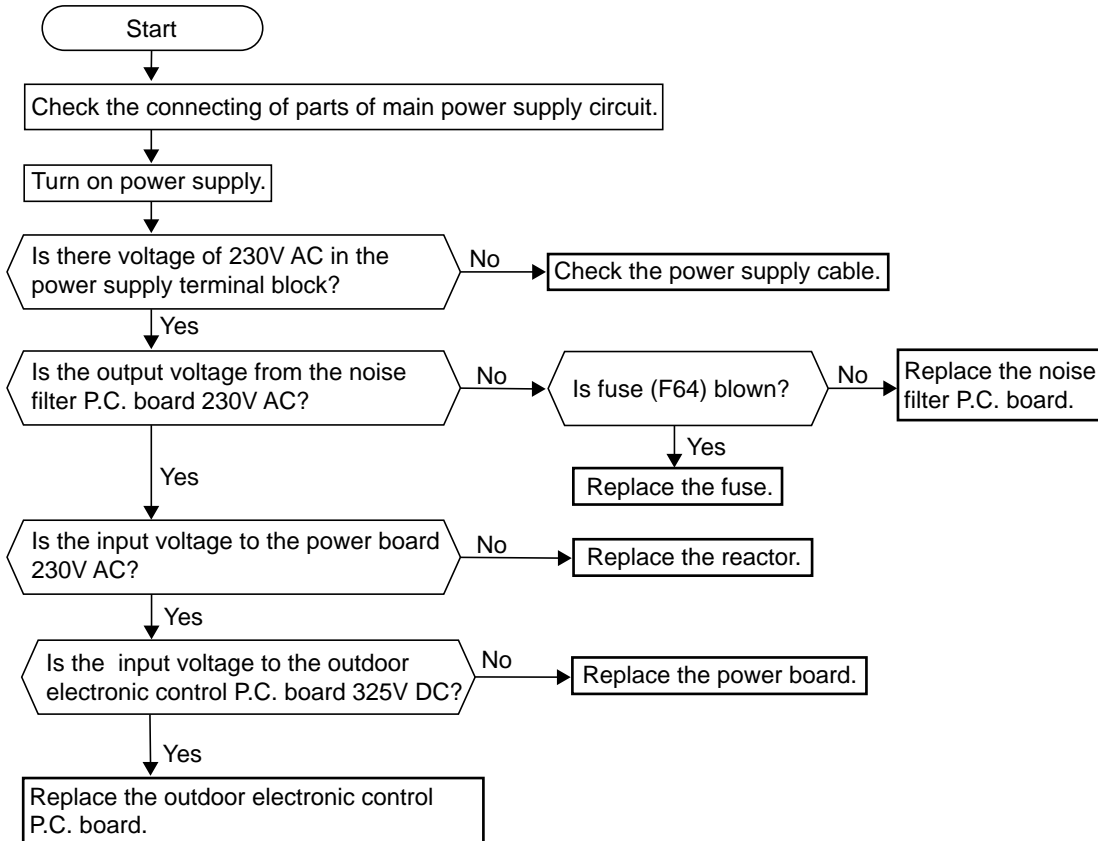 Start
Check the connecting of parts of main power supply circuit.
Turn on power supply.
Is there voltage of 230V AC in the
power supply terminal block?
No
Check the power supply cable.
Yes
Is the output voltage from the noise
filter P.C. board 230V AC?
No
Is fuse (F64) blown?
No
Replace the noise
filter P.C. board.
Yes
Replace the fuse.
Yes
Is the input voltage to the power board
230V AC?
No
Replace the reactor.
Yes
Is the input voltage to the outdoor
electronic control P.C. board 325V DC?
No
Replace the power board.
Yes
Replace the outdoor electronic control
P.C. board.